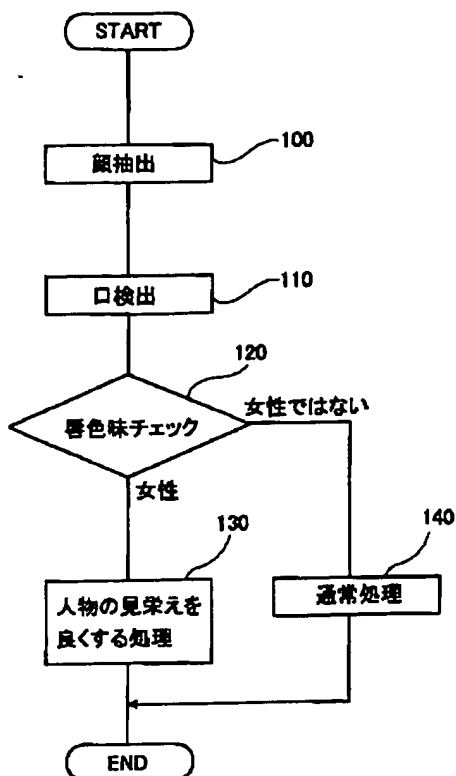 START
顔抽出
100
口検出
110
120
唇色味チェック
女性ではない
女性
130
人物の見栄えを
良くする処理
140
通常処理
END